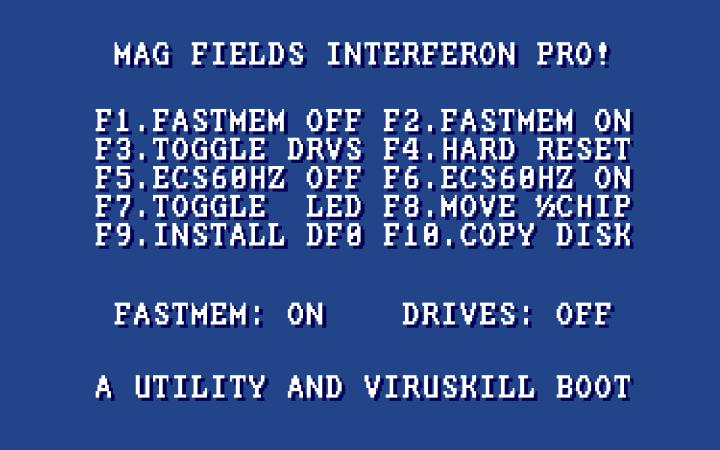 MAG FIELDS INTERFERON PRO!
F1.FASTMEM OFF F2.FASTMEM ON
F3.TOGGLE DRVS F4.HARD RESET
F5.ECS60HZ OFF F6.ECS60HZ ON
F7.TOGGLE  LED F8.MOVE ½CHIP
F9.INSTALL DF0 F10.COPY DISK
FASTMEM: ON    DRIVES: OFF
A UTILITY AND VIRUSKILL BOOT